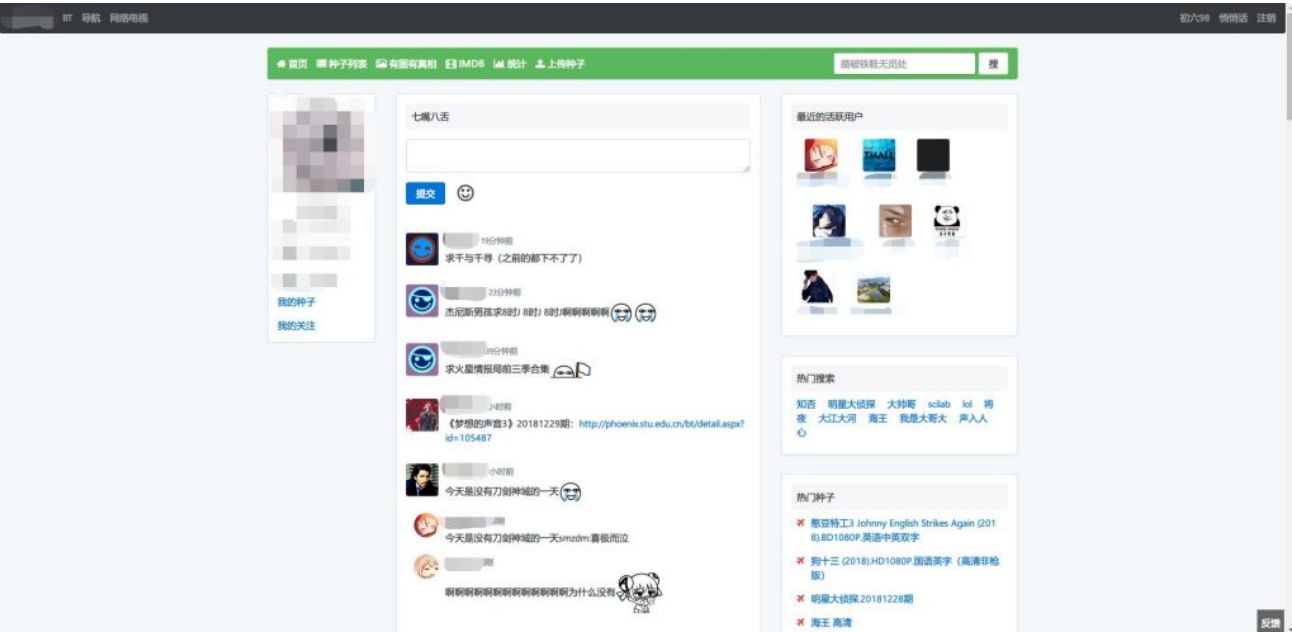 BT 导航 网络电视
初六98 悄悄话 注销
首页 种子列表 有图有真相 IMDB 统计 上传种子
踏破铁鞋无觅处 搜
我的种子
我的关注
七嘴八舌
提交
19分钟前
求千与千寻（之前的都下不了了）
23分钟前
杰尼斯男孩求8时J 8时J 8时J啊啊啊啊啊
39分钟前
求火星情报局前三季合集
小时前
《梦想的声音3》20181229期：http://phoenix.stu.edu.cn/bt/detail.aspx?
id=105487
小时前
今天是没有刀剑神域的一天
刚
今天是没有刀剑神域的一天smzdm:喜极而泣
刚
啊啊啊啊啊啊啊啊啊啊啊啊啊为什么没有
最近的活跃用户
TMALL
热门搜索
知否 明星大侦探 大帅哥 scilab lol 将
夜 大江大河 海王 我是大哥大 声入人
心
热门种子
憨豆特工3 Johnny English Strikes Again (201
8).BD1080P.英语中英双字
狗十三 (2018).HD1080P.国语英字（高清非枪
版）
明星大侦探.20181228期
海王 高清
反馈